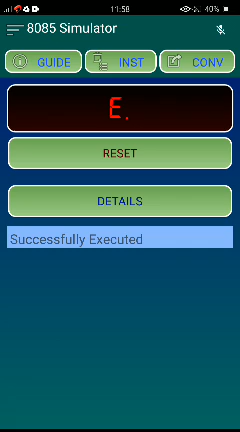 11:58
40%
8085 Simulator
GUIDE
INST
CONV
E.
RESET
DETAILS
Successfully Executed